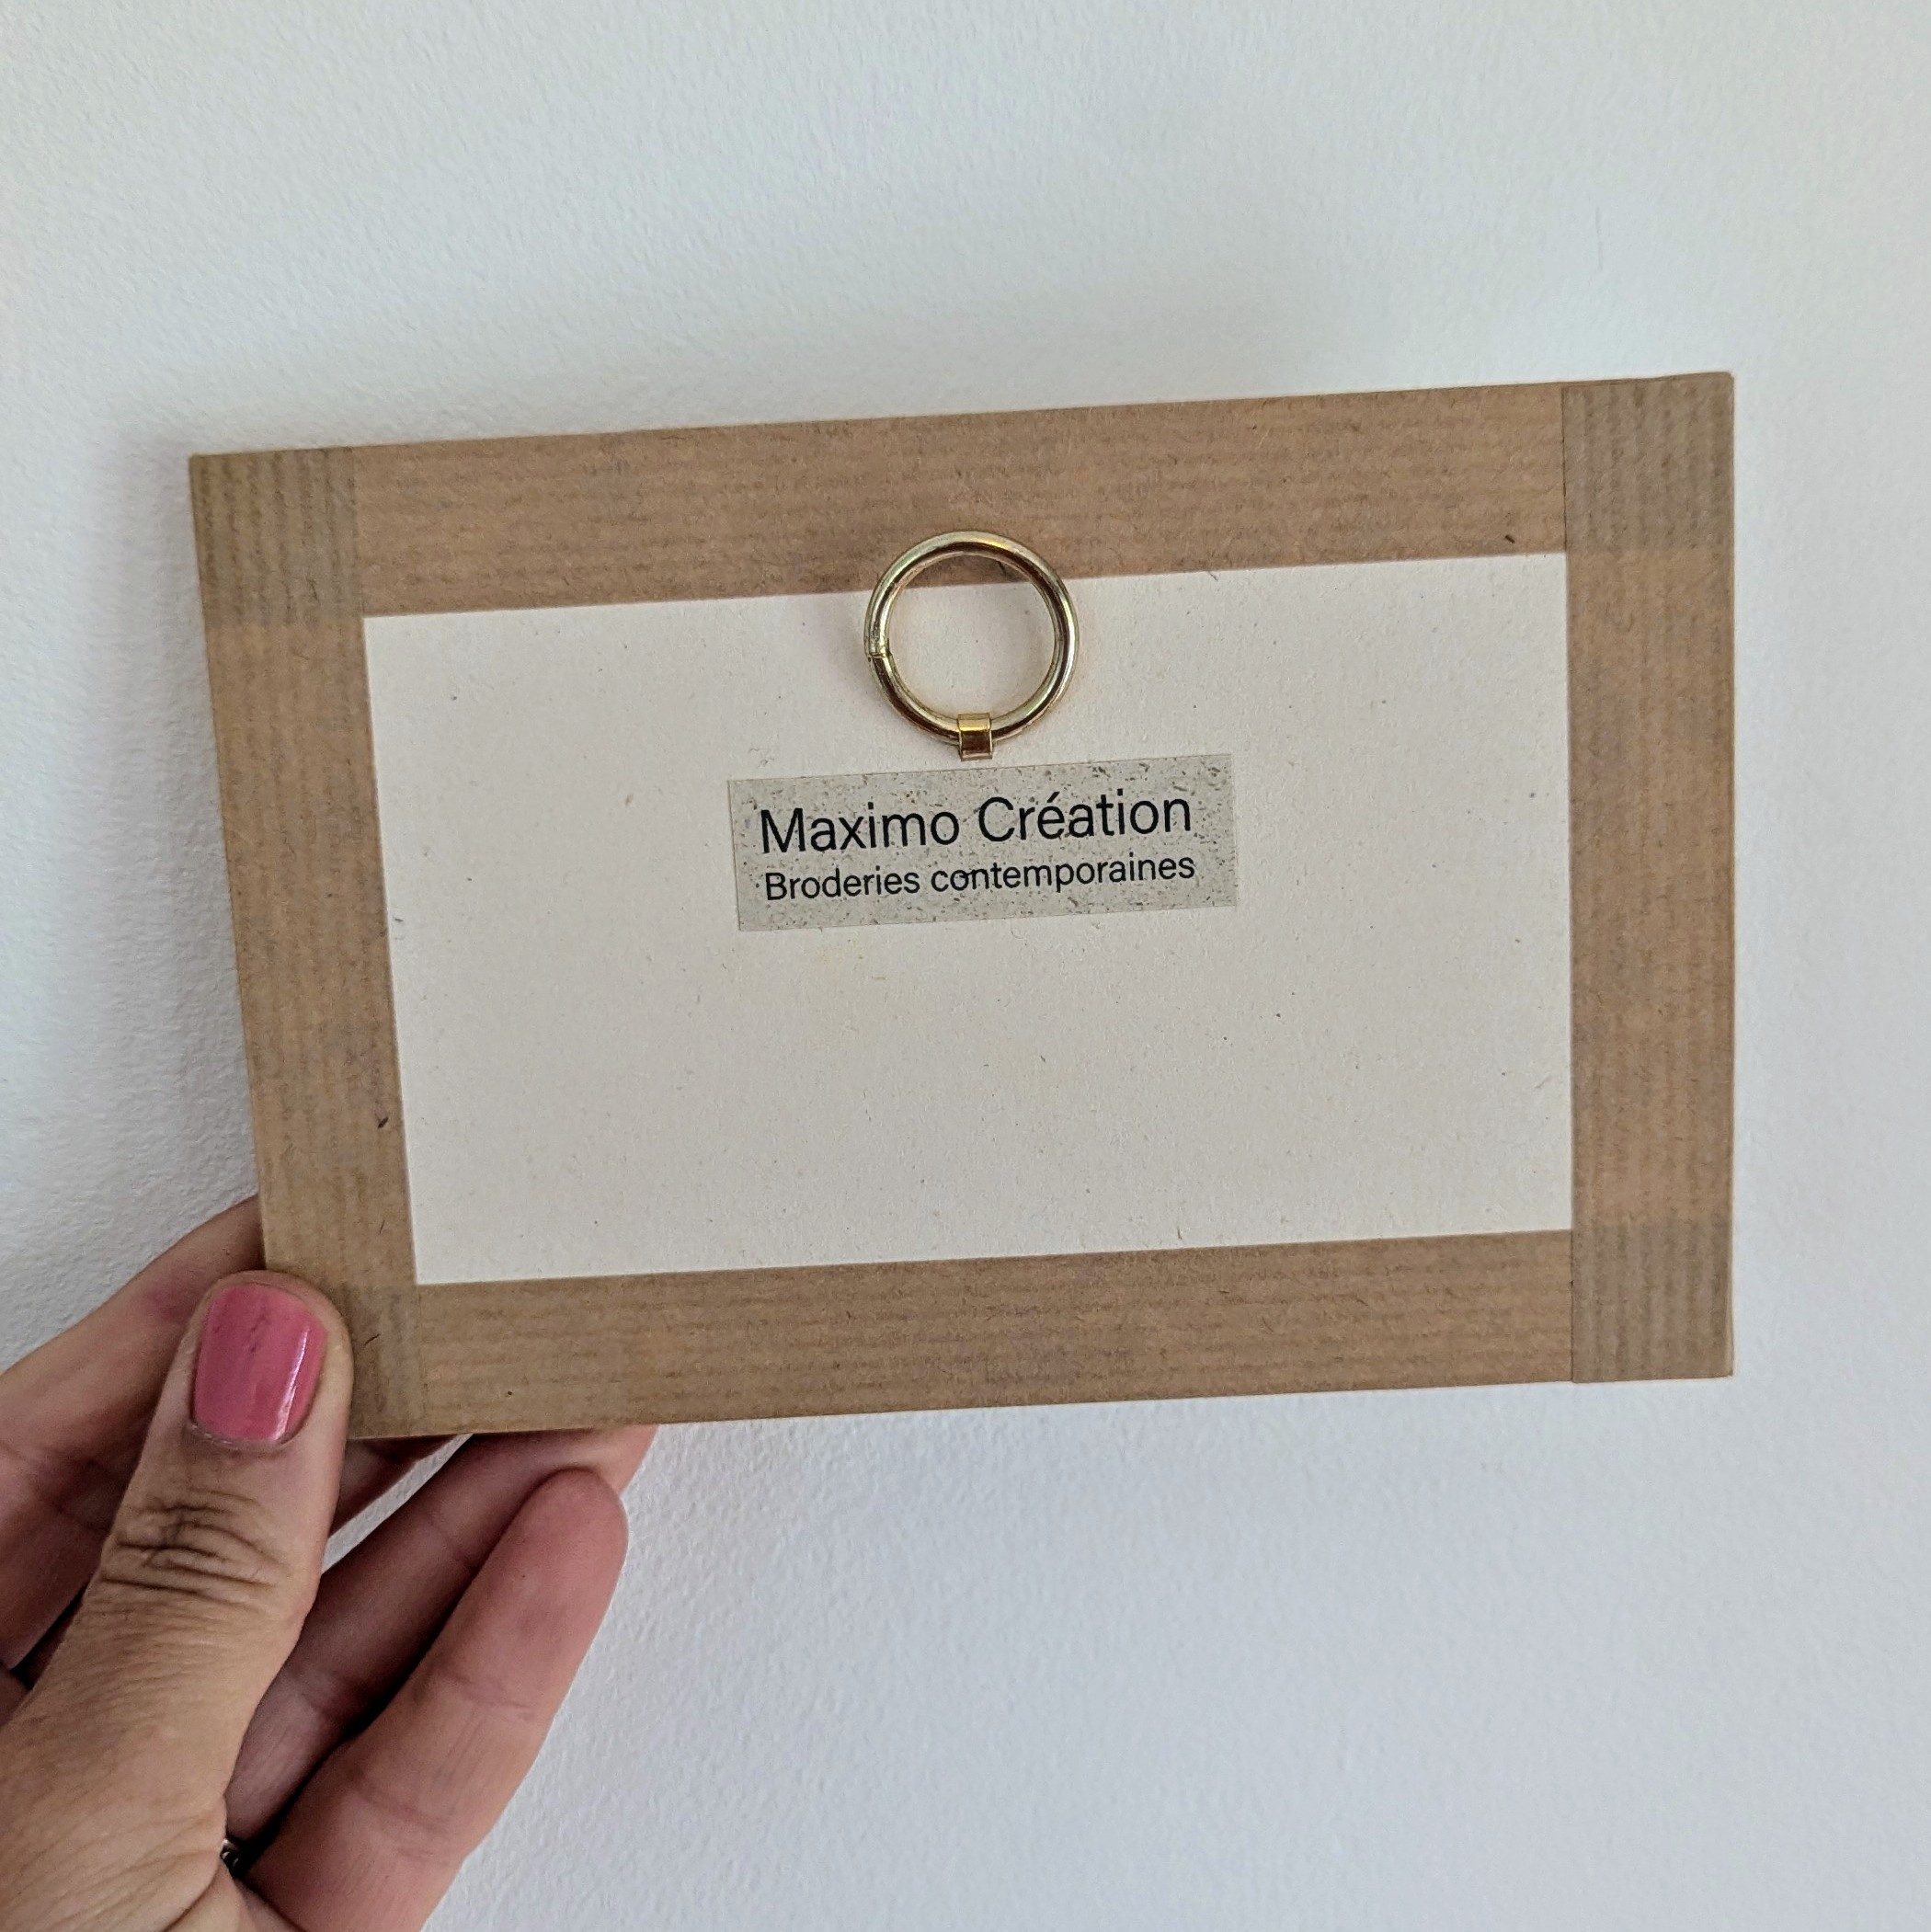 Maximo Création
Broderies contemporaines